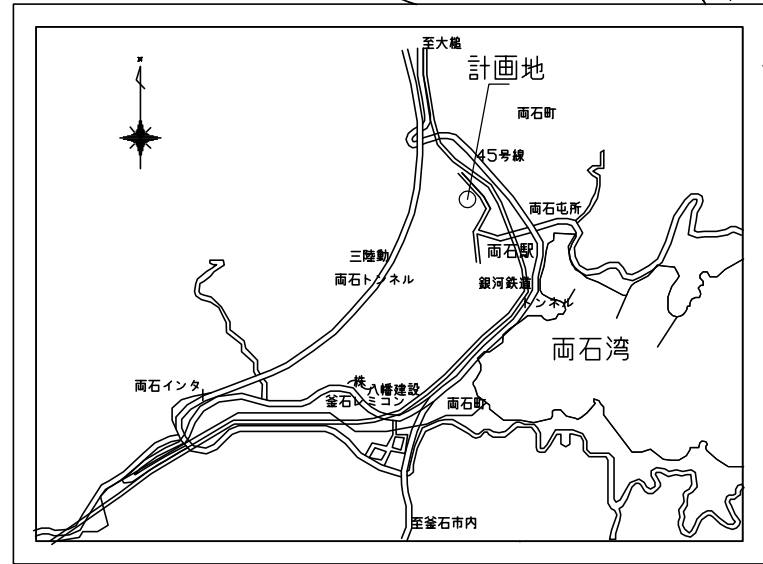 至大槌
計画地
両石町
45号線
両石屯所
両石駅
三陸動
両石トンネル
銀河鉄道
トンネル
両石湾
両石インタ
株
八幡建設
釜石レミコン
両石町
至釜石市内